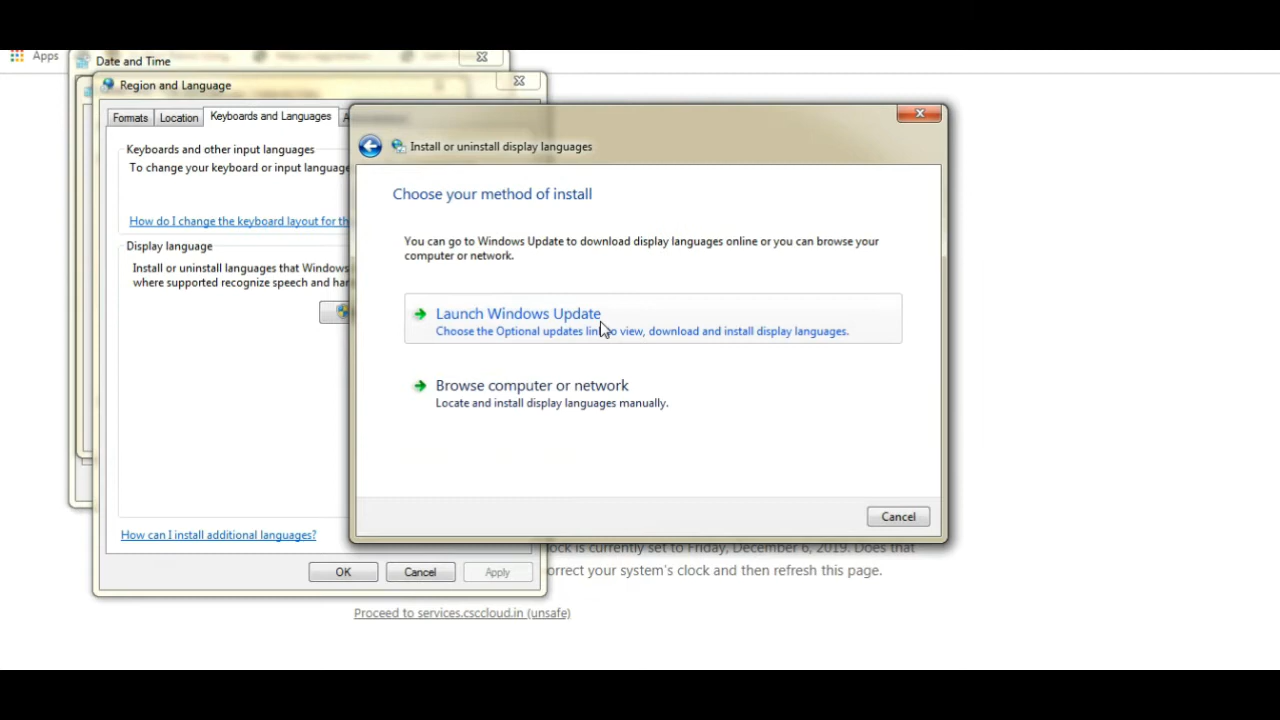 Apps
Date and Time
Region and Language
Formats
Location
Keyboards and Languages
Keyboards and other input languages
To change your keyboard or input language
How do I change the keyboard layout for th
Display language
Install or uninstall languages that Windows
where supported recognize speech and ha
How can I install additional languages?
OK
Cancel
Apply
Install or uninstall display languages
Choose your method of install
You can go to Windows Update to download display languages online or you can browse your
computer or network.
Launch Windows Update
Choose the Optional updates lin o view, download and install display languages.
Browse computer or network
Locate and install display languages manually.
Cancel
lock is currently set to Friday, December 6, 2019. Does that
orrect your system's clock and then refresh this page.
Proceed to services.csccloud.in (unsafe)